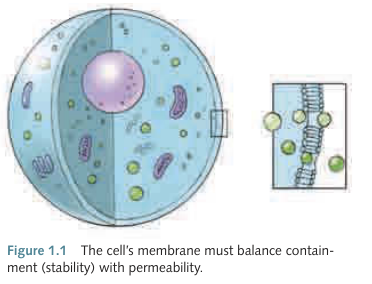 Figure 1.1 The cell's membrane must balance contain-
ment (stability) with permeability.